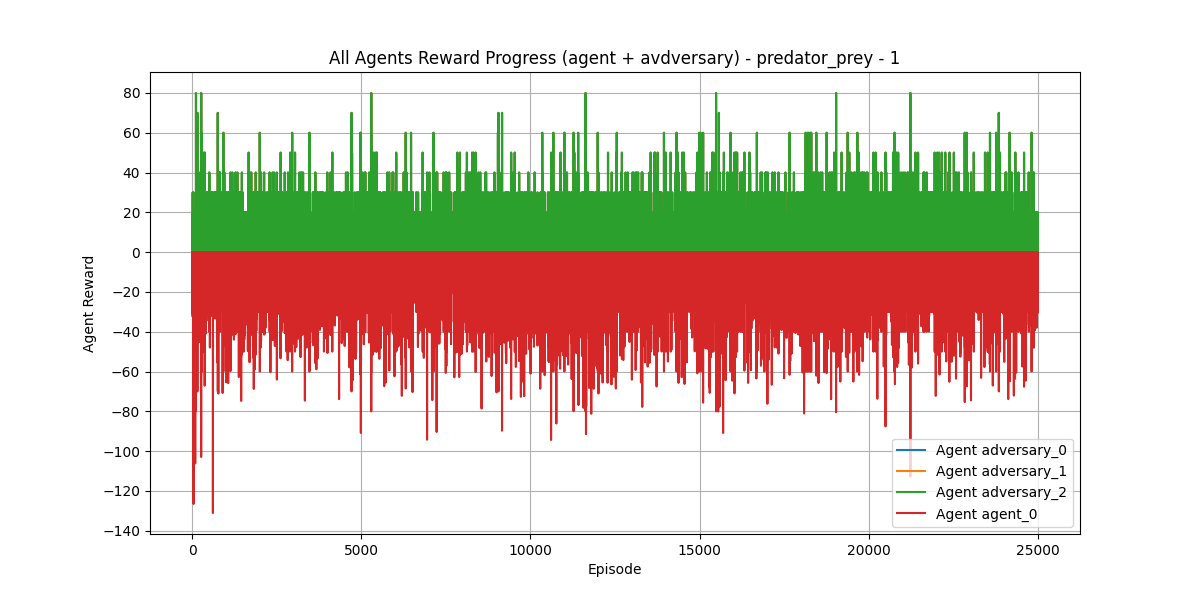 All Agents Reward Progress (agent + avdversary) - predator_prey - 1
80
60
40
20
0
−20
−40
−60
−80
−100
−120
−140
Agent Reward
Agent adversary_0
Agent adversary_1
Agent adversary_2
Agent agent_0
0
5000
10000
15000
20000
25000
Episode